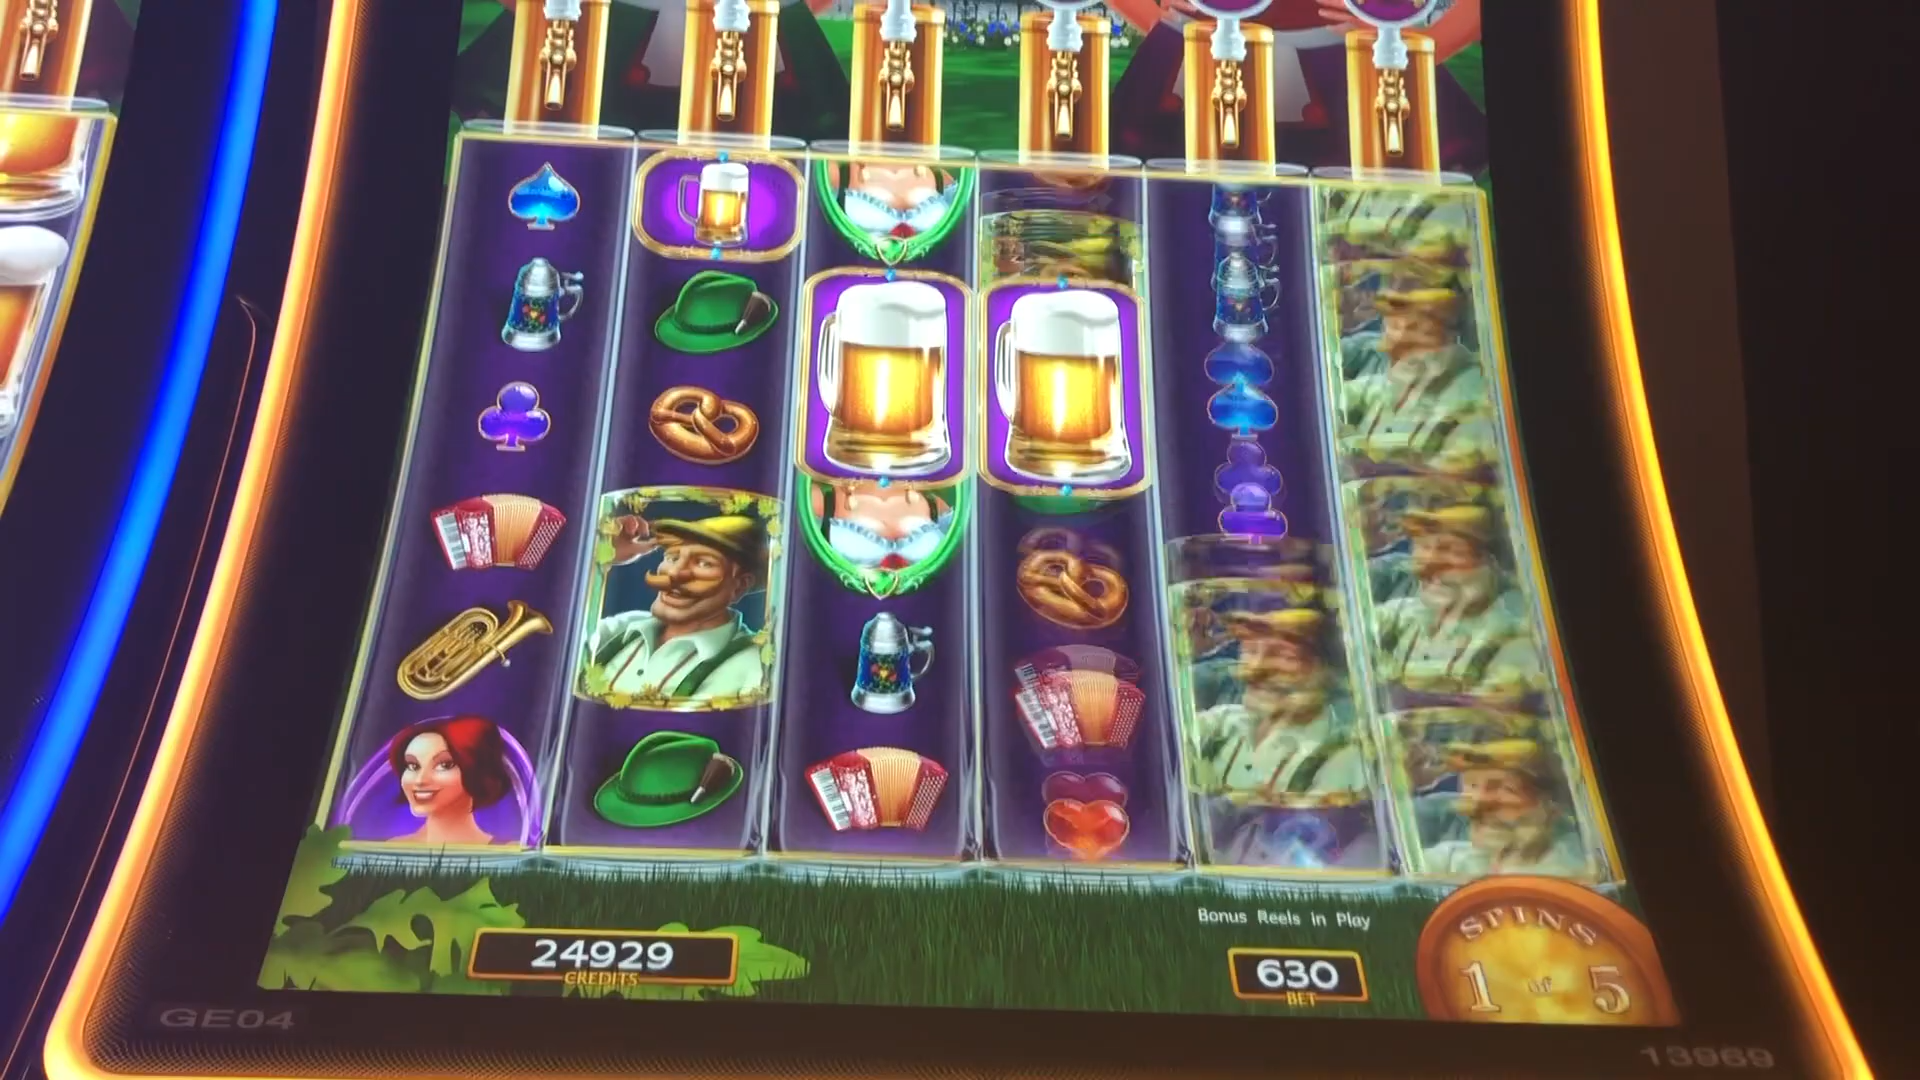 Bonus Reels in Play
24929
CREDITS
630
BET
SPINS
1 of 5
GE04
13969